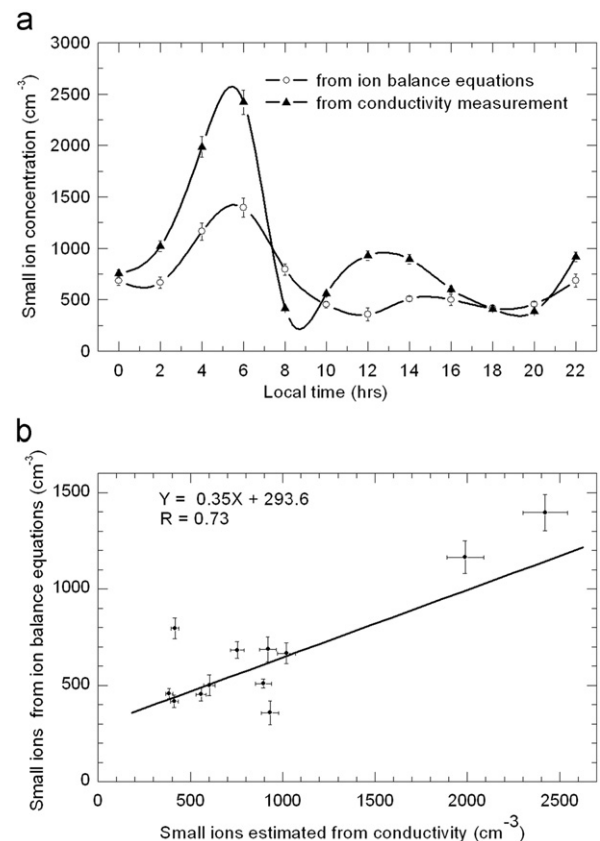 a
3000
2500
2000
1500
1000
500
0
Small ion concentration (cm-3)
from ion balance equations
from conductivity measurement
0 2 4 6 8 10 12 14 16 18 20 22
Local time (hrs)
b
Y = 0.35X + 293.6
R = 0.73
1500
1000
500
0
Small ions from ion balance equations (cm-3)
0 500 1000 1500 2000 2500
Small ions estimated from conductivity (cm-3)